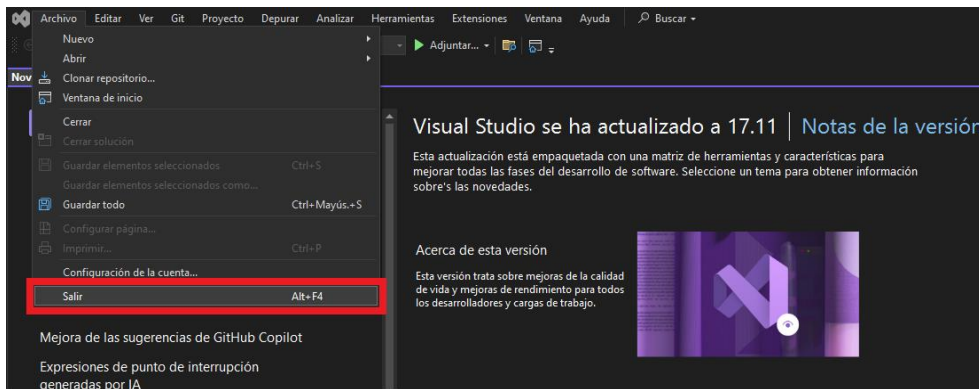 Archivo Editar Ver Git Proyecto Depurar Analizar Herramientas Extensiones Ventana Ayuda Buscar
Nuevo
Abrir
Adjuntar...
Nov
Clonar repositorio...
Ventana de inicio
Cerrar
Cerrar solución
Guardar elementos seleccionados Ctrl+S
Guardar elementos seleccionados como...
Guardar todo Ctrl+Mayús.+S
Configurar página...
Imprimir... Ctrl+P
Configuración de la cuenta...
Salir Alt+F4
Mejora de las sugerencias de GitHub Copilot
Expresiones de punto de interrupción
generadas por IA
Visual Studio se ha actualizado a 17.11 | Notas de la versión
Esta actualización está empaquetada con una matriz de herramientas y características para
mejorar todas las fases del desarrollo de software. Seleccione un tema para obtener información
sobre's las novedades.
Acerca de esta versión
Esta versión trata sobre mejoras de la calidad
de vida y mejoras de rendimiento para todos
los desarrolladores y cargas de trabajo.